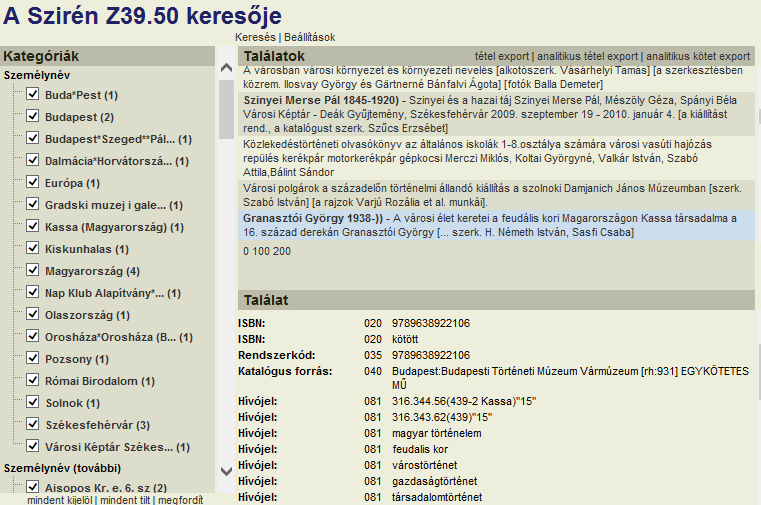 A Szirén Z39.50 keresője
Keresés | Beállítások
Kategóriák
Személynév
Buda*Pest (1)
Budapest (2)
Budapest*Szeged**Pál... (1)
Dalmácia*Horvátorszá... (1)
Európa (1)
Gradski muzej i gale... (1)
Kassa (Magyarország) (1)
Kiskunhalas (1)
Magyarország (4)
Nap Klub Alapítvány*... (1)
Olaszország (1)
Orosháza*Orosháza (B... (1)
Pozsony (1)
Római Birodalom (1)
Solnok (1)
Székesfehérvár (3)
Városi Képtár Székes... (1)
Személynév (további)
Aisopos Kr. e. 6. sz (2)
mindent kijelöl | mindent tilt | megfordít
Találatok
tétel export | analitikus tétel export | analitikus kötet export
A városban városi környezet és környezeti nevelés [alkotószerk. Vásárhelyi Tamás] [a szerkesztésben
közrem. Ilosvay György és Gärtnerné Bánfalvi Ágota] [fotók Balla Demeter]
Szinyei Merse Pál 1845-1920) - Szinyei és a hazai táj Szinyei Merse Pál, Mészöly Géza, Spányi Béla
Városi Képtár - Deák Gyűjtemény, Székesfehérvár 2009. szeptember 19 - 2010. január 4. [a kiállítást
rend., a katalógust szerk. Szűcs Erzsébet]
Közlekedéstörténeti olvasókönyv az általános iskolák 1-8.osztálya számára városi vasúti hajózás
repülés kerékpár motorkerékpár gépkocsi Merczi Miklós, Koltai Györgyné, Valkár István, Szabó
Attila,Bálint Sándor
Városi polgárok a századelőn történelmi állandó kiállítás a szolnoki Damjanich János Múzeumban [szerk.
Szabó István] [a rajzok Varjú Rozália et al. munkái].
Granasztói György 1938-)) - A városi élet keretei a feudális kori Magarországon Kassa társadalma a
16. század derekán Granasztói György [... szerk. H. Németh István, Sasfi Csaba]
0 100 200
Találat
ISBN: 020 9789638922106
ISBN: 020 kötött
Rendszerkód: 035 9789638922106
Katalógus forrás: 040 Budapest:Budapesti Történeti Múzeum Vármúzeum [rh:931] EGYKÖTETES
MŰ
Hívójel: 081 316.344.56(439-2 Kassa)"15"
Hívójel: 081 316.343.62(439)"15"
Hívójel: 081 magyar történelem
Hívójel: 081 feudalis kor
Hívójel: 081 várostörténet
Hívójel: 081 gazdaságtörténet
Hívójel: 081 társadalomtörténet